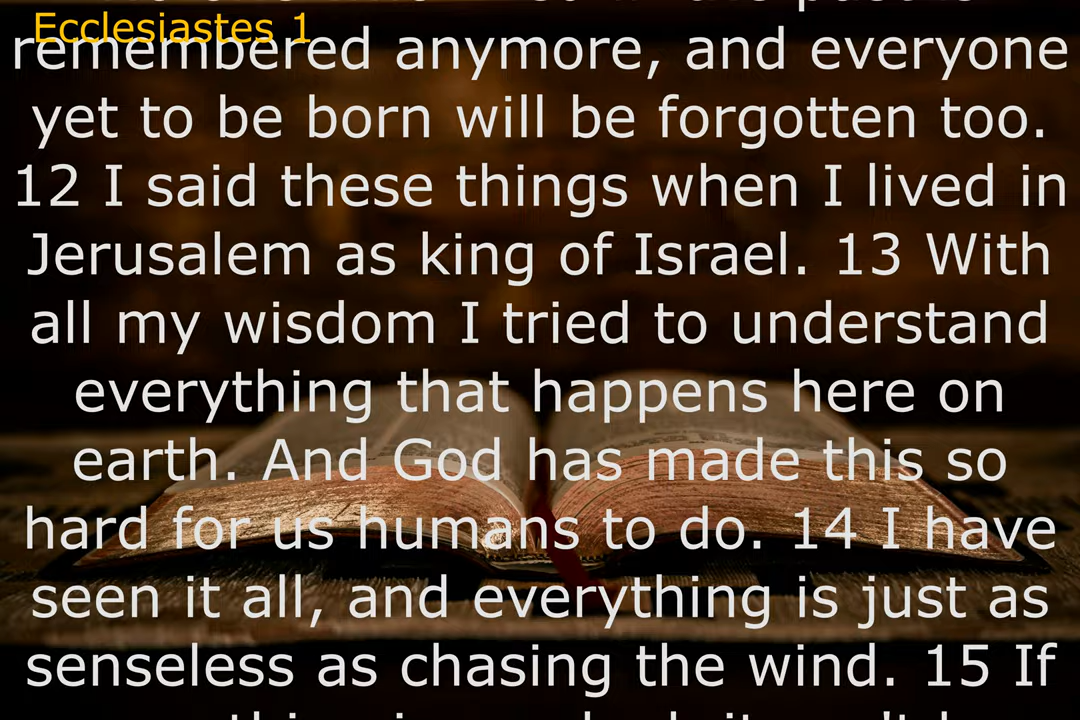 Ecclesiastes 1
remembered anymore, and everyone
yet to be born will be forgotten too.
12 I said these things when I lived in
Jerusalem as king of Israel. 13 With
all my wisdom I tried to understand
everything that happens here on
earth. And God has made this so
hard for us humans to do. 14 I have
seen it all, and everything is just as
senseless as chasing the wind. 15 If